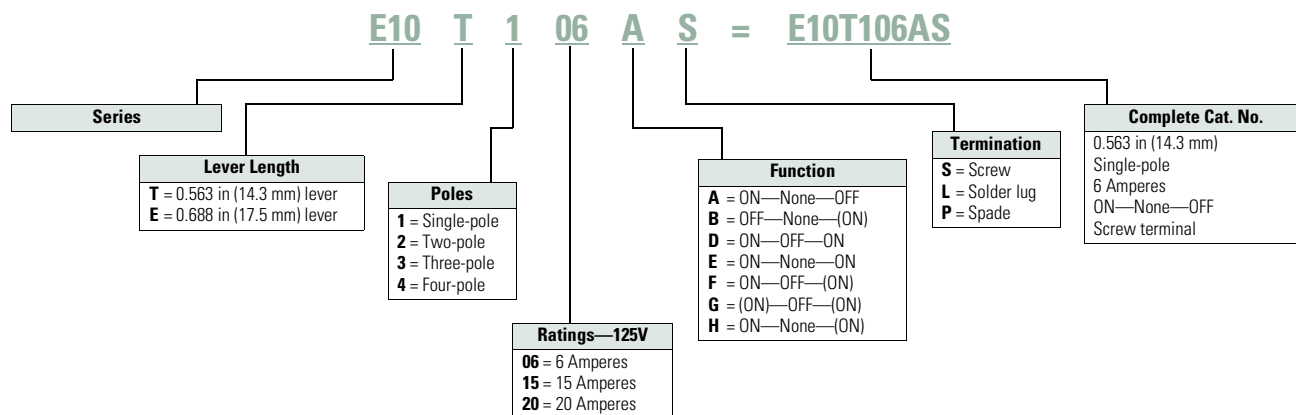 E10 T 1 06 A S = E10T106AS
Series
Lever Length
T = 0.563 in (14.3 mm) lever
E = 0.688 in (17.5 mm) lever
Poles
1 = Single-pole
2 = Two-pole
3 = Three-pole
4 = Four-pole
Ratings—125V
06 = 6 Amperes
15 = 15 Amperes
20 = 20 Amperes
Function
A = ON—None—OFF
B = OFF—None—(ON)
D = ON—OFF—ON
E = ON—None—ON
F = ON—OFF—(ON)
G = (ON)—OFF—(ON)
H = ON—None—(ON)
Termination
S = Screw
L = Solder lug
P = Spade
Complete Cat. No.
0.563 in (14.3 mm)
Single-pole
6 Amperes
ON—None—OFF
Screw terminal